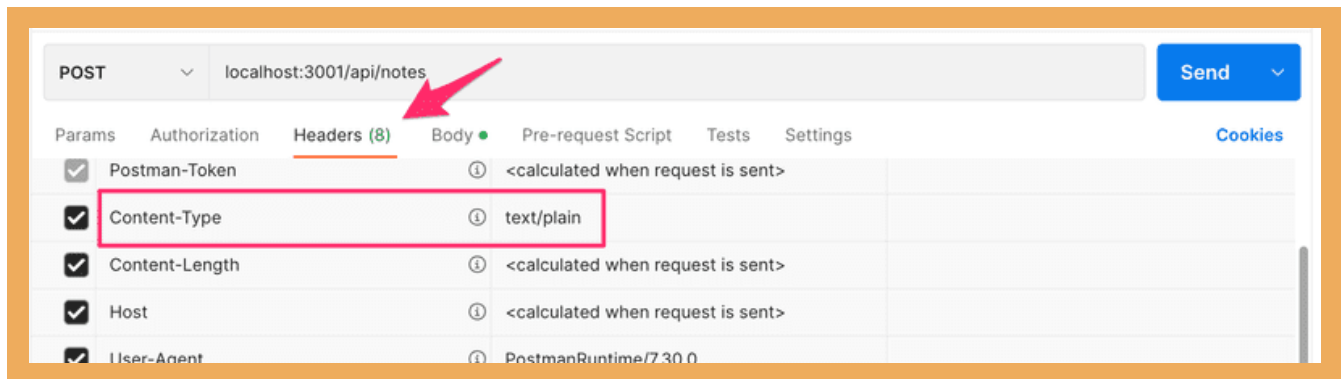 POST localhost:3001/api/notes Send
Params Authorization Headers (8) Body Pre-request Script Tests Settings Cookies
Postman-Token <calculated when request is sent>
Content-Type text/plain
Content-Length <calculated when request is sent>
Host <calculated when request is sent>
User-Agent PostmanRuntime/7.30.0